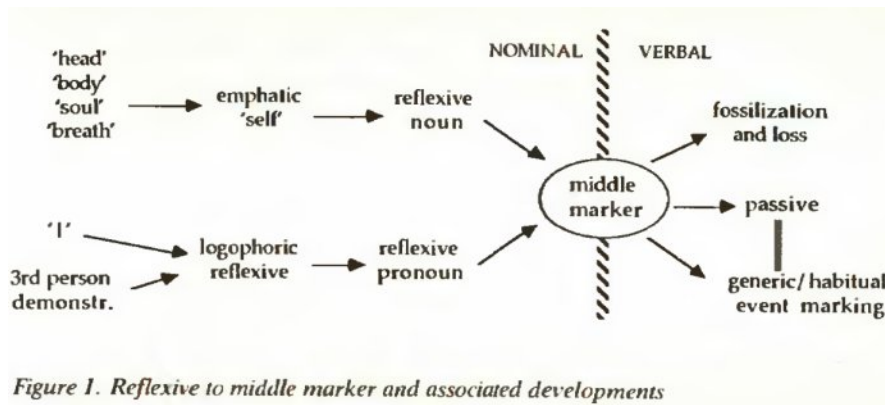 NOMINAL
VERBAL
'head'
'body'
'soul'
'breath'
emphatic
'self'
reflexive
noun
fossilization
and loss
middle
marker
passive
'I'
3rd person
demonstr.
logophoric
reflexive
reflexive
pronoun
generic/habitual
event marking
Figure 1. Reflexive to middle marker and associated developments